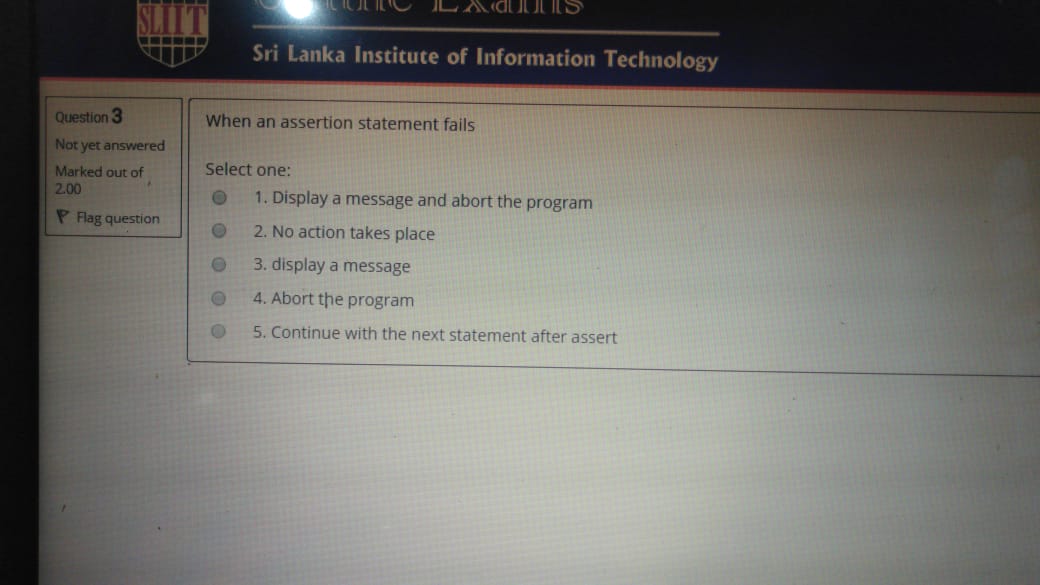 SLIIT
Exams
Sri Lanka Institute of Information Technology
Question 3
Not yet answered
Marked out of
2.00
Flag question
When an assertion statement fails
Select one:
1. Display a message and abort the program
2. No action takes place
3. display a message
4. Abort the program
5. Continue with the next statement after assert